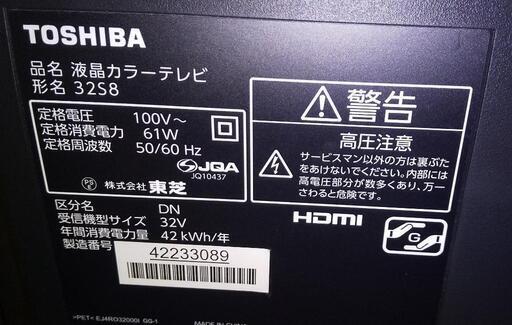 TOSHIBA
品名 液晶カラーテレビ
形名 32S8
定格電圧 100V～
定格消費電力 61W
定格周波数 50/60 Hz
JQA
JQ10437
PS E
株式会社 東芝
区分名 DN
受信機型サイズ 32V
年間消費電力量 42 kWh/年
製造番号
42233089
警告
高圧注意
サービスマン以外の方は裏ぶた
をあけないでください。内部には
高電圧部分が数多くあり、万一
さわると危険です。
HDMI
G
>PET< EJ4RO32000I GG-1
MADE IN